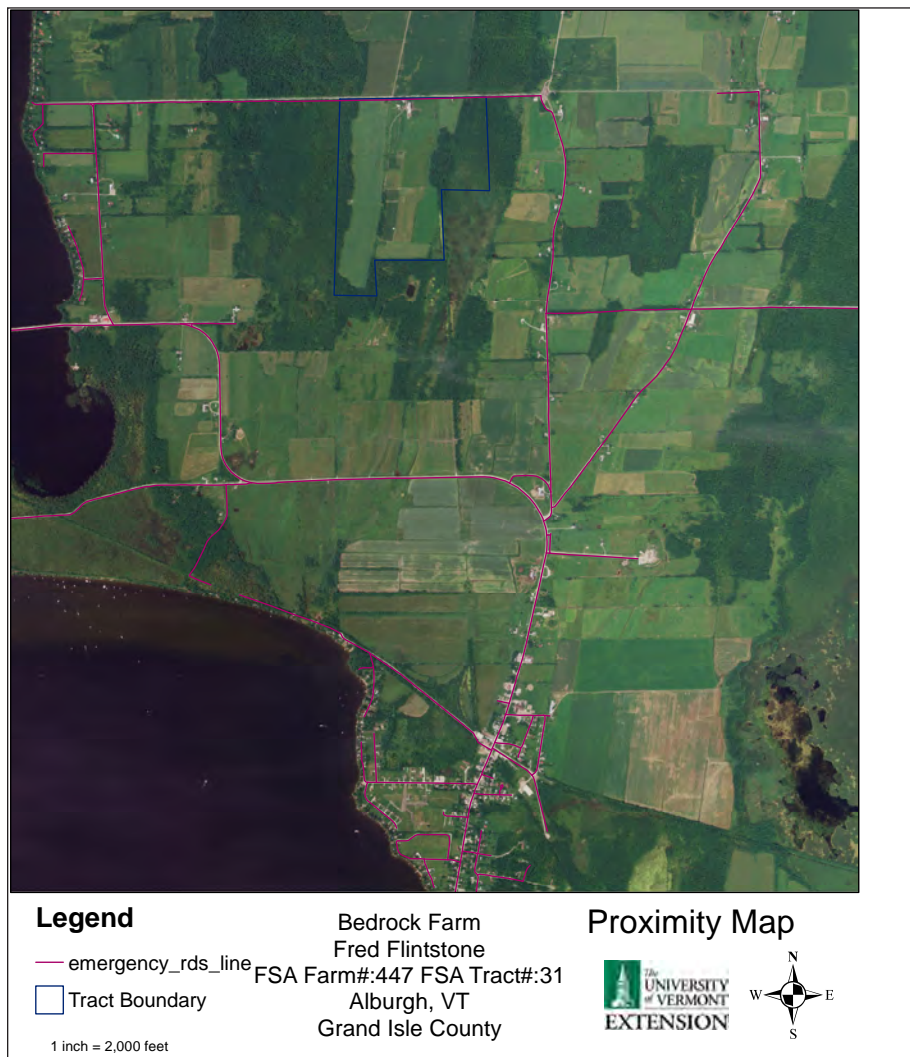 Legend
emergency_rds_line
Tract Boundary
1 inch = 2,000 feet
Bedrock Farm
Fred Flintstone
FSA Farm#:447 FSA Tract#:31
Alburgh, VT
Grand Isle County
Proximity Map
The
UNIVERSITY
of VERMONT
EXTENSION
N
W
E
S